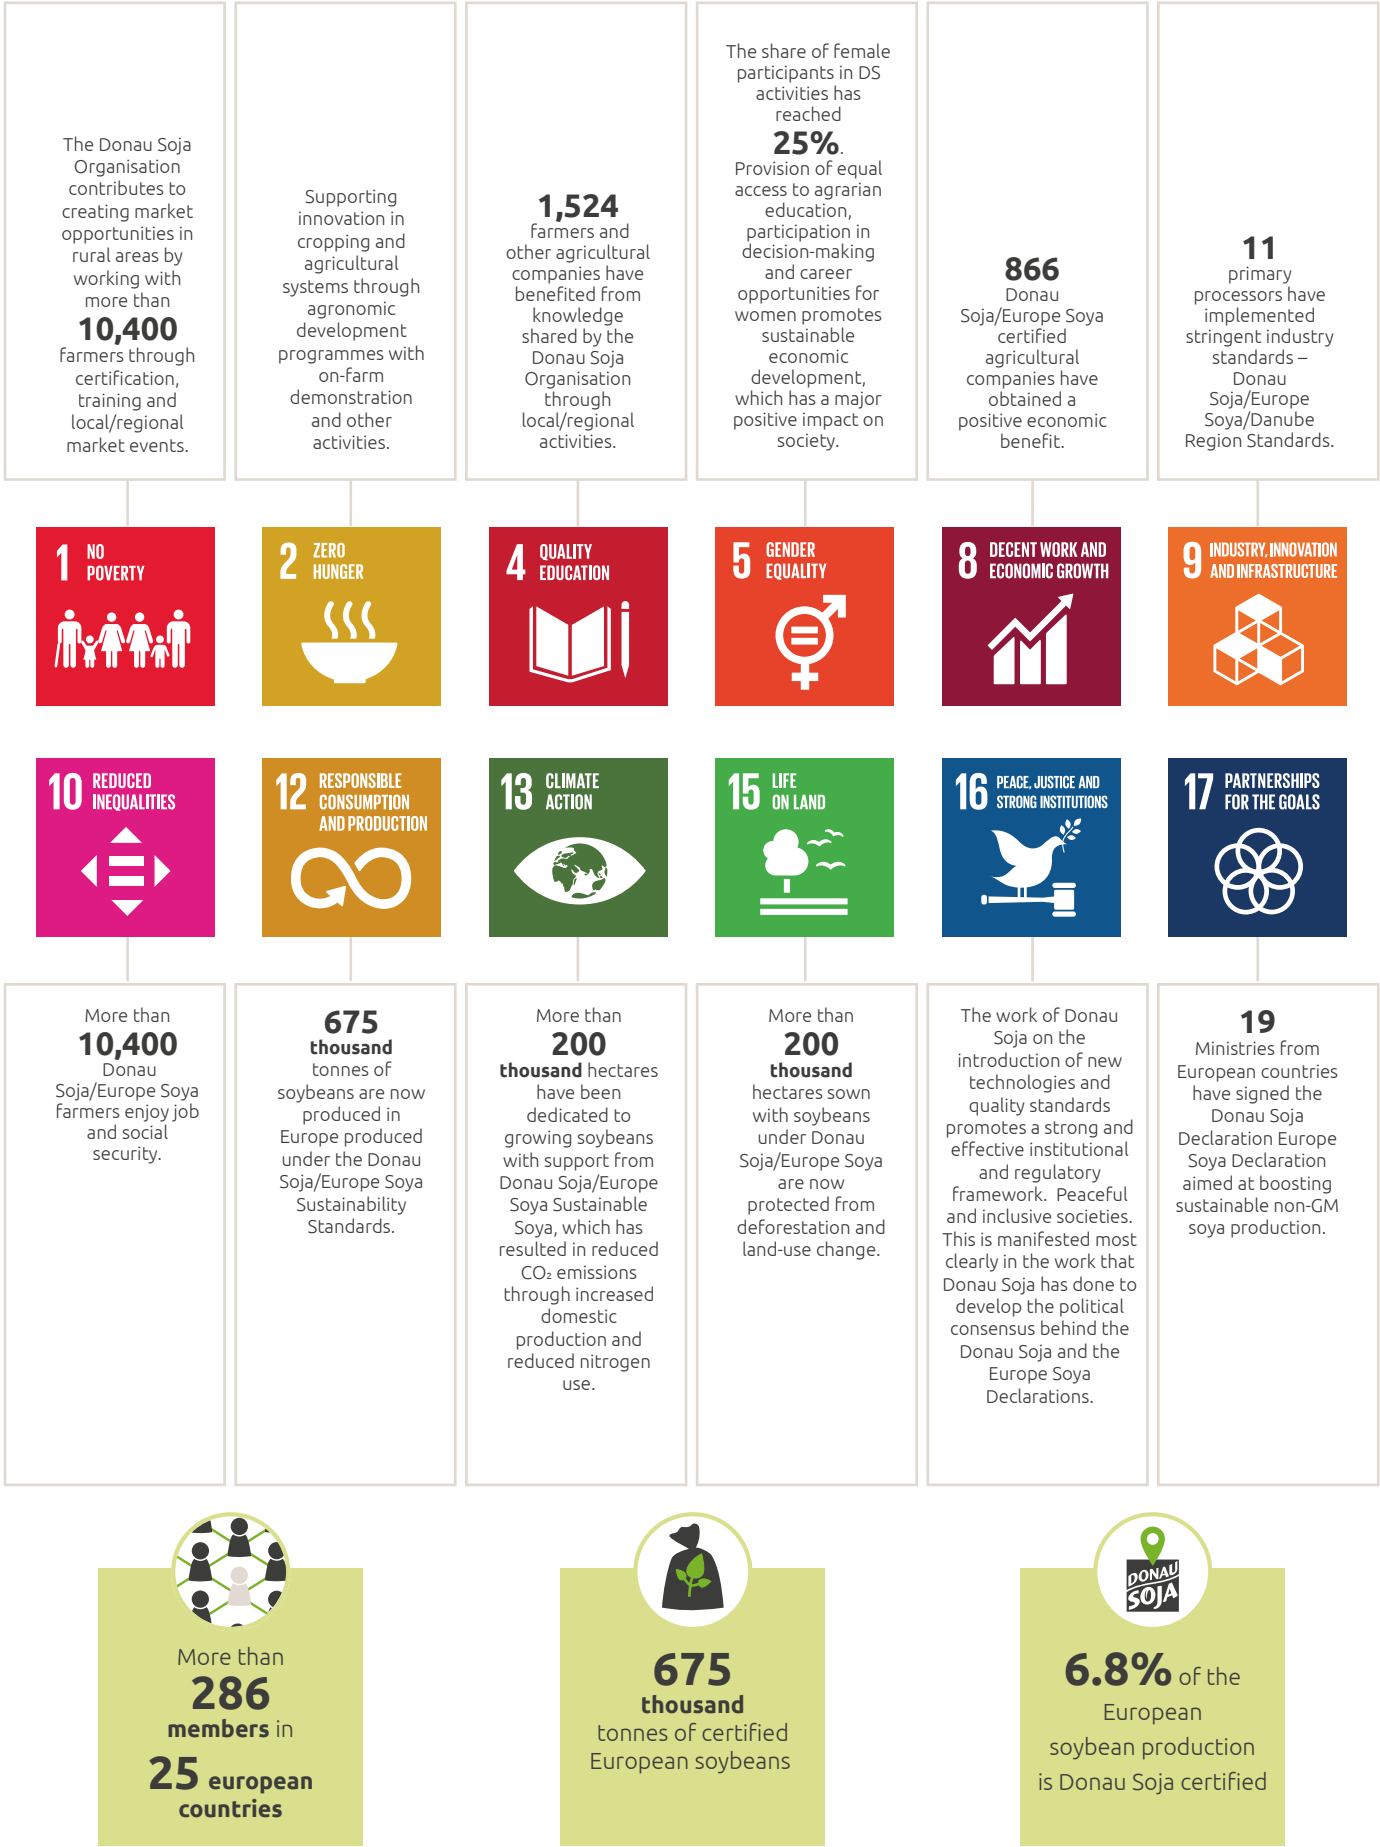 The Donau Soja
Organisation
contributes to
creating market
opportunities in
rural areas by
working with
more than
10,400
farmers through
certification,
training and
local/regional
market events.
Supporting
innovation in
cropping and
agricultural
systems through
agronomic
development
programmes with
on-farm
demonstration
and other
activities.
1,524
farmers and
other agricultural
companies have
benefited from
knowledge
shared by the
Donau Soja
Organisation
through
local/regional
activities.
The share of female
participants in DS
activities has
reached
25%.
Provision of equal
access to agrarian
education,
participation in
decision-making
and career
opportunities for
women promotes
sustainable
economic
development,
which has a major
positive impact on
society.
866
Donau
Soja/Europe Soya
certified
agricultural
companies have
obtained a
positive economic
benefit.
11
primary
processors have
implemented
stringent industry
standards –
Donau
Soja/Europe
Soya/Danube
Region Standards.
1 NO
POVERTY
2 ZERO
HUNGER
4 QUALITY
EDUCATION
5 GENDER
EQUALITY
8 DECENT WORK AND
ECONOMIC GROWTH
9 INDUSTRY, INNOVATION
AND INFRASTRUCTURE
10 REDUCED
INEQUALITIES
12 RESPONSIBLE
CONSUMPTION
AND PRODUCTION
13 CLIMATE
ACTION
15 LIFE
ON LAND
16 PEACE, JUSTICE AND
STRONG INSTITUTIONS
17 PARTNERSHIPS
FOR THE GOALS
More than
10,400
Donau
Soja/Europe Soya
farmers enjoy job
and social
security.
675
thousand
tonnes of
soybeans are now
produced in
Europe produced
under the Donau
Soja/Europe Soya
Sustainability
Standards.
More than
200
thousand hectares
have been
dedicated to
growing soybeans
with support from
Donau Soja/Europe
Soya Sustainable
Soya, which has
resulted in reduced
CO₂ emissions
through increased
domestic
production and
reduced nitrogen
use.
More than
200
thousand
hectares sown
with soybeans
under Donau
Soja/Europe Soya
are now
protected from
deforestation and
land-use change.
The work of Donau
Soja on the
introduction of new
technologies and
quality standards
promotes a strong and
effective institutional
and regulatory
framework. Peaceful
and inclusive societies.
This is manifested most
clearly in the work that
Donau Soja has done to
develop the political
consensus behind the
Donau Soja and the
Europe Soya
Declarations.
19
Ministries from
European countries
have signed the
Donau Soja
Declaration Europe
Soya Declaration
aimed at boosting
sustainable non-GM
soya production.
More than
286
members in
25 european
countries
675
thousand
tonnes of certified
European soybeans
DONAU
SOJA
6.8% of the
European
soybean production
is Donau Soja certified